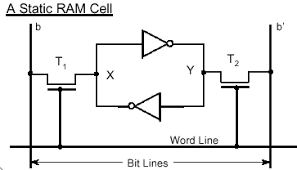 A Static RAM Cell
b b'
T1 X Y T2
Word Line
Bit Lines